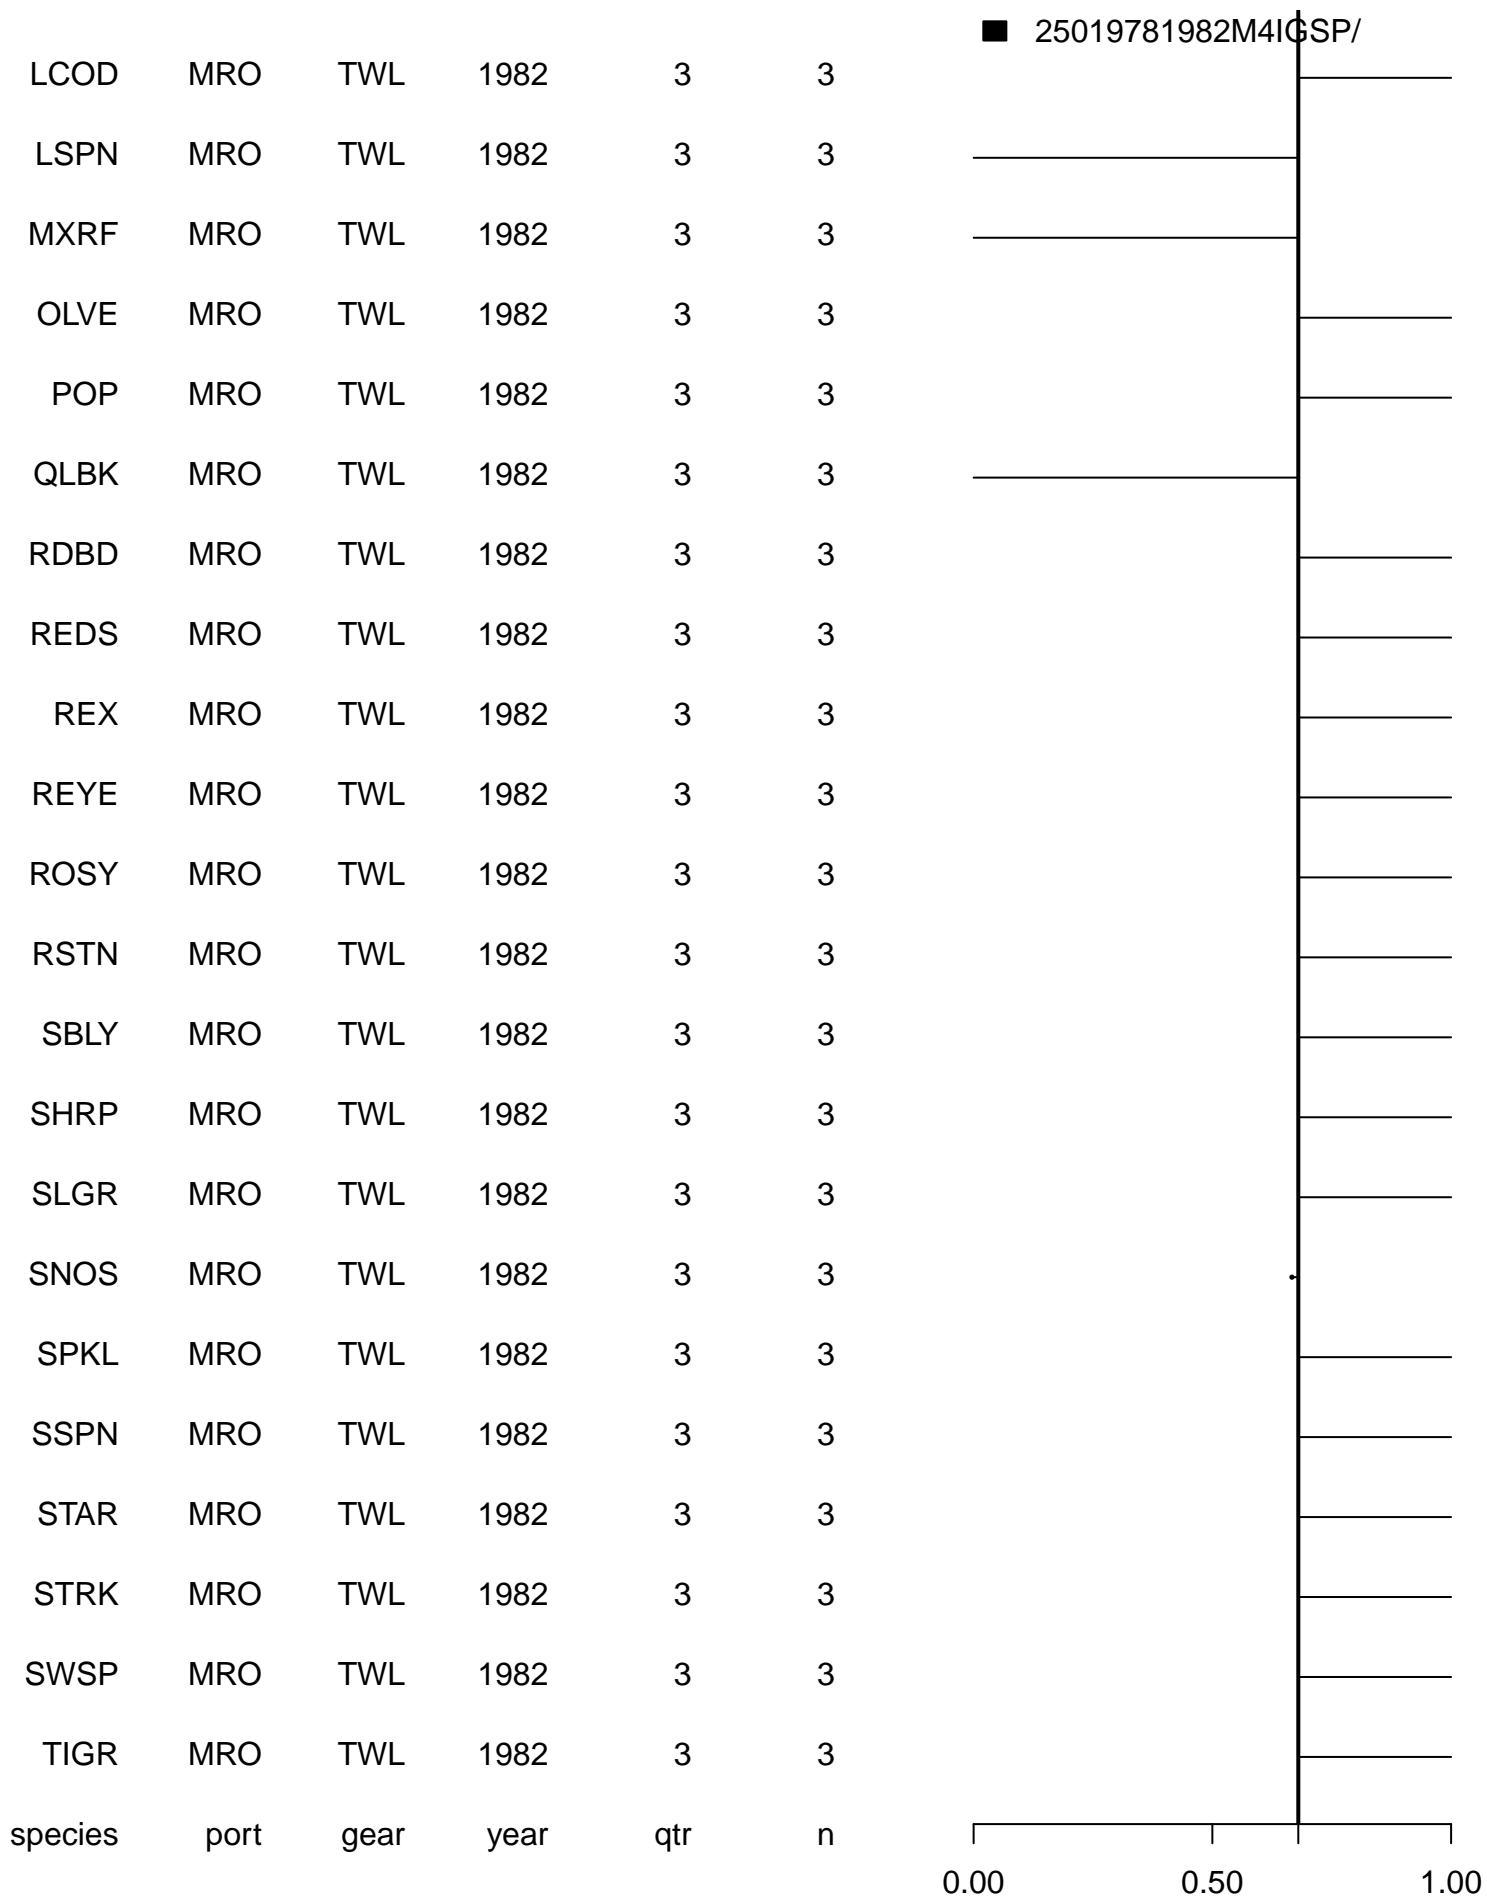 25019781982M4IGSP/
LCOD MRO TWL 1982 3 3
LSPN MRO TWL 1982 3 3
MXRF MRO TWL 1982 3 3
OLVE MRO TWL 1982 3 3
POP MRO TWL 1982 3 3
QLBK MRO TWL 1982 3 3
RDBD MRO TWL 1982 3 3
REDS MRO TWL 1982 3 3
REX MRO TWL 1982 3 3
REYE MRO TWL 1982 3 3
ROSY MRO TWL 1982 3 3
RSTN MRO TWL 1982 3 3
SBLY MRO TWL 1982 3 3
SHRP MRO TWL 1982 3 3
SLGR MRO TWL 1982 3 3
SNOS MRO TWL 1982 3 3
SPKL MRO TWL 1982 3 3
SSPN MRO TWL 1982 3 3
STAR MRO TWL 1982 3 3
STRK MRO TWL 1982 3 3
SWSP MRO TWL 1982 3 3
TIGR MRO TWL 1982 3 3
species port gear year qtr n
0.00 0.50 1.00